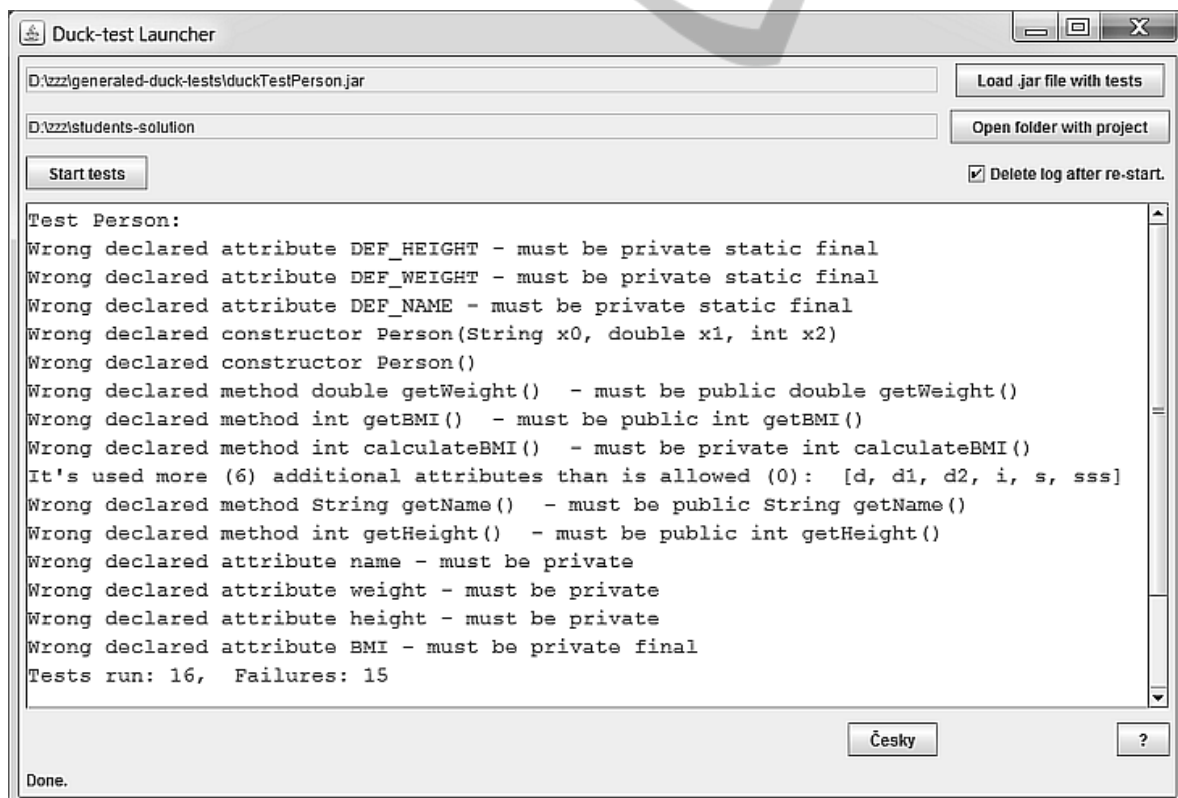 Duck-test Launcher
D:\zzz\generaled-duck-tests\duckTestPerson.jar
Load .jar file with tests
D:\zzz\students-solution
Open folder with project
Start tests
Delete log after re-start.
Test Person:
Wrong declared attribute DEF_HEIGHT - must be private static final
Wrong declared attribute DEF_WEIGHT - must be private static final
Wrong declared attribute DEF_NAME - must be private static final
Wrong declared constructor Person(String x0, double x1, int x2)
Wrong declared constructor Person()
Wrong declared method double getWeight()  - must be public double getWeight()
Wrong declared method int getBMI()  - must be public int getBMI()
Wrong declared method int calculateBMI()  - must be private int calculateBMI()
It's used more (6) additional attributes than is allowed (0):  [d, d1, d2, i, s, sss]
Wrong declared method String getName()  - must be public String getName()
Wrong declared method int getHeight()  - must be public int getHeight()
Wrong declared attribute name - must be private
Wrong declared attribute weight - must be private
Wrong declared attribute height - must be private
Wrong declared attribute BMI - must be private final
Tests run: 16,  Failures: 15
Česky
?
Done.